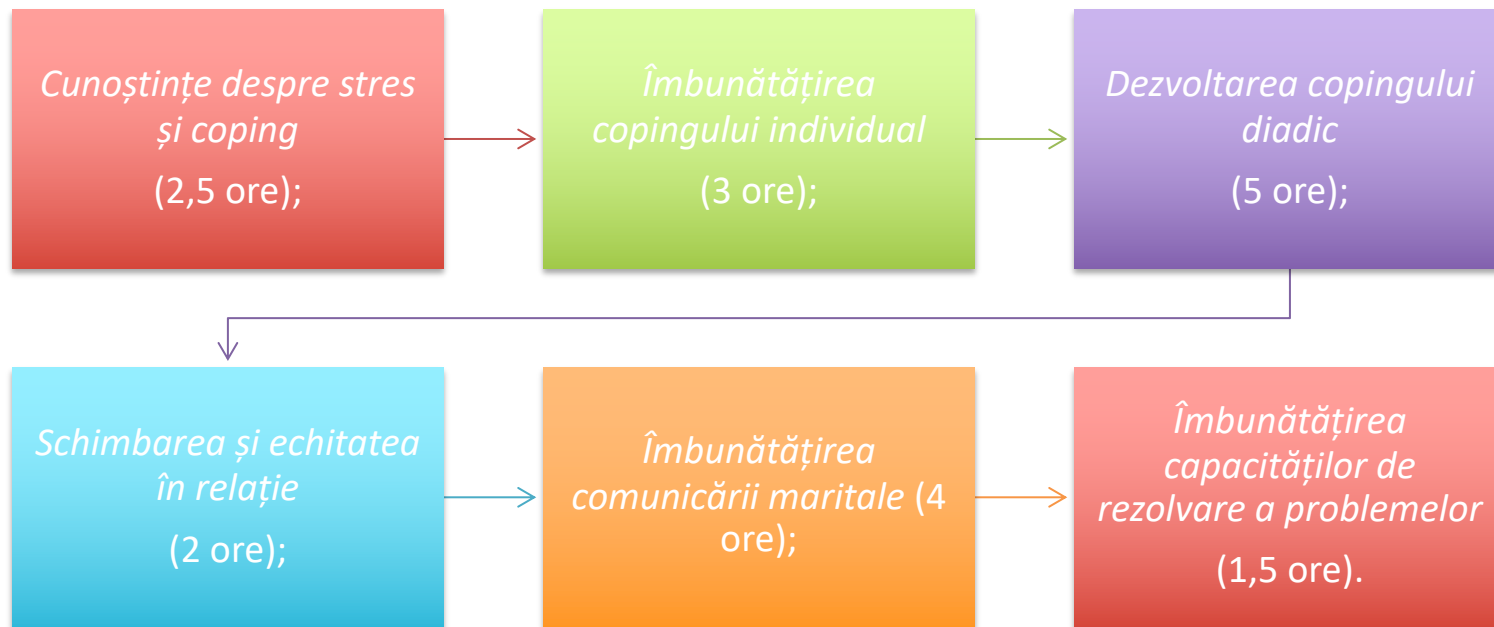 Cunoștințe despre stres
și coping
(2,5 ore);
Îmbunătățirea
copingului individual
(3 ore);
Dezvoltarea copingului
diadic
(5 ore);
Schimbarea și echitatea
în relație
(2 ore);
Îmbunătățirea
comunicării maritale (4
ore);
Îmbunătățirea
capacităților de
rezolvare a problemelor
(1,5 ore).